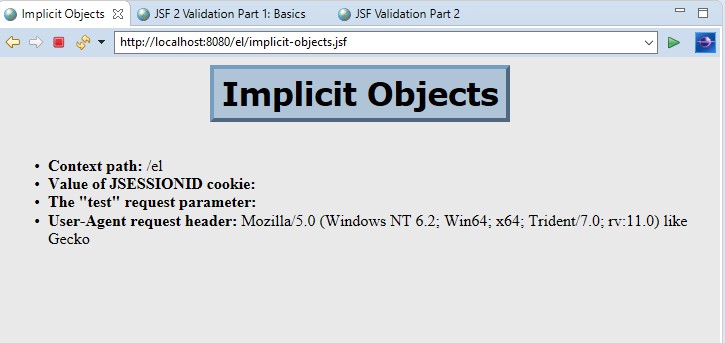 Implicit Objects
JSF 2 Validation Part 1: Basics
JSF Validation Part 2
http://localhost:8080/el/implicit-objects.jsf
Implicit Objects
• Context path: /el
• Value of JSESSIONID cookie:
• The "test" request parameter:
• User-Agent request header: Mozilla/5.0 (Windows NT 6.2; Win64; x64; Trident/7.0; rv:11.0) like
Gecko